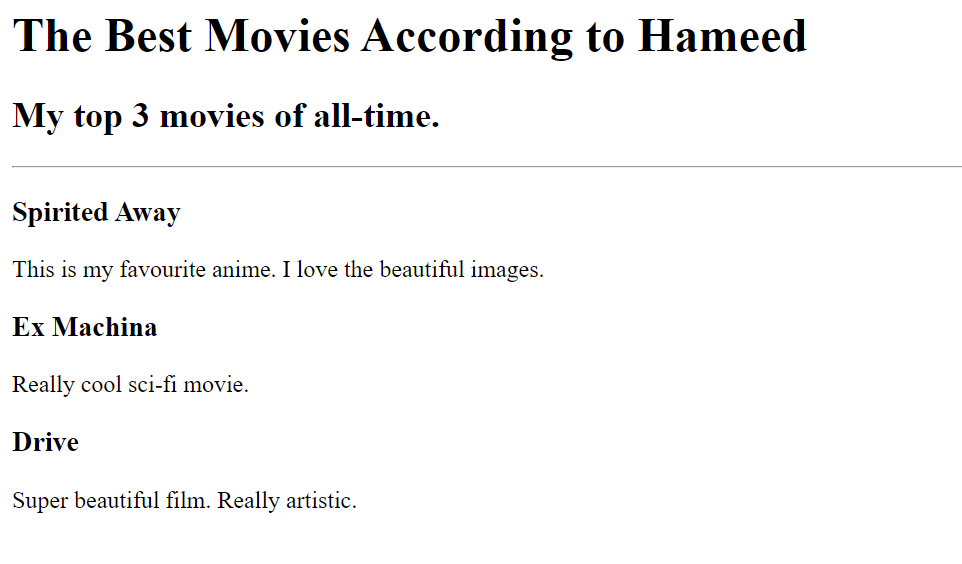 The Best Movies According to Hameed
My top 3 movies of all-time.
Spirited Away
This is my favourite anime. I love the beautiful images.
Ex Machina
Really cool sci-fi movie.
Drive
Super beautiful film. Really artistic.